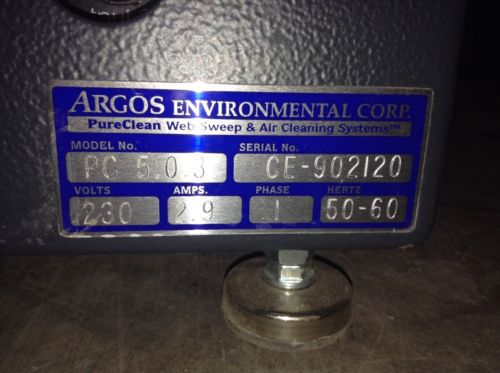 ARGOS ENVIRONMENTAL CORP.
PureClean Web Sweep & Air Cleaning Systems™
MODEL No. SERIAL No.
PC 5.0.3 CE-902120
VOLTS AMPS. PHASE HERTZ
230 2.9 1 50-60